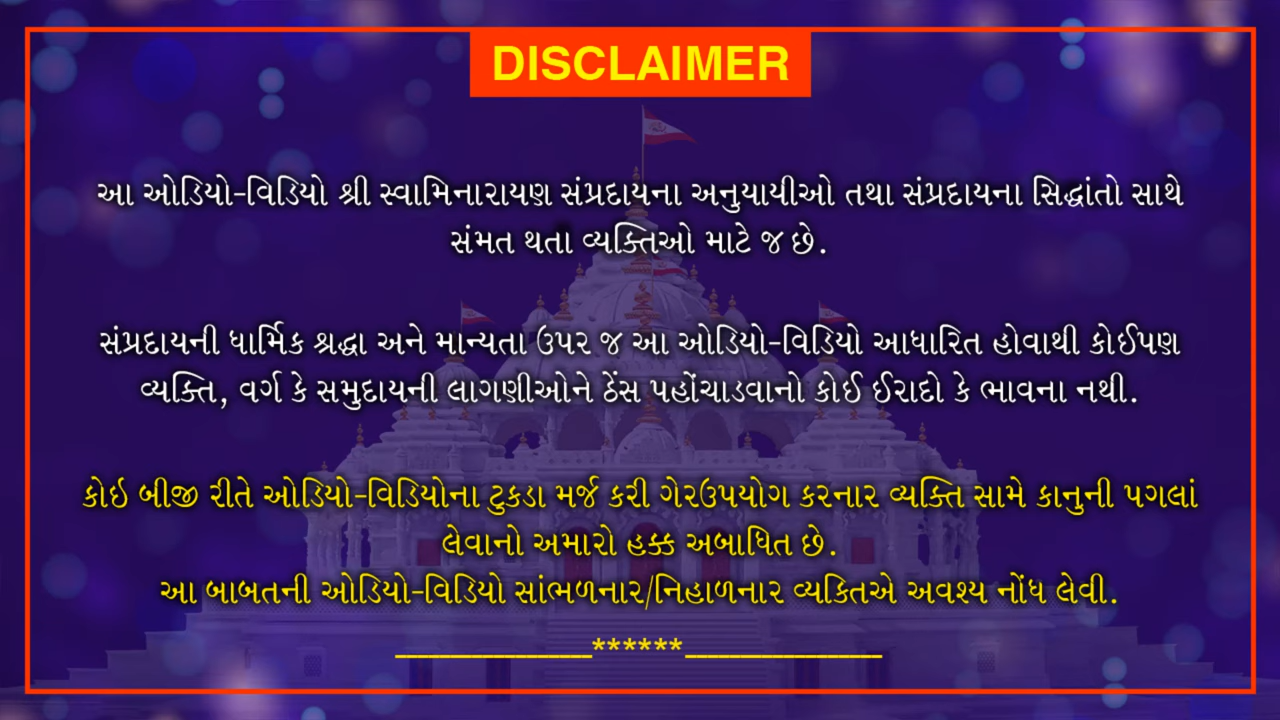 DISCLAIMER
આ ઓડિયો-વિડિયો શ્રી સ્વામિનારાયણ સંપ્રદાયના અનુયાયીઓ તથા સંપ્રદાયના સિદ્ધાંતો સાથે
સંમત થતા વ્યક્તિઓ માટે જ છે.
સંપ્રદાયની ધાર્મિક શ્રદ્ધા અને માન્યતા ઉપર જ આ ઓડિયો-વિડિયો આધારિત હોવાથી કોઈપણ
વ્યક્તિ, વર્ગ કે સમુદાયની લાગણીઓને ઠેંસ પહોંચાડવાનો કોઈ ઈરાદો કે ભાવના નથી.
કોઇ બીજી રીતે ઓડિયો-વિડિયોના ટુકડા મર્જ કરી ગેરઉપયોગ કરનાર વ્યક્તિ સામે કાનુની પગલાં
લેવાનો અમારો હક્ક અબાધિત છે.
આ બાબતની ઓડિયો-વિડિયો સાંભળનાર/નિહાળનાર વ્યકિતએ અવશ્ય નોંધ લેવી.
________________******________________